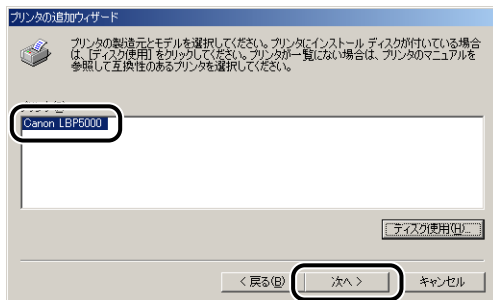 プリンタの追加ウィザード
プリンタの製造元とモデルを選択してください。プリンタにインストール ディスクが付いている場合
は、[ディスク使用] をクリックしてください。プリンタが一覧にない場合は、プリンタのマニュアルを
参照して互換性のあるプリンタを選択してください。
Canon LBP5000
ディスク使用(H)...
< 戻る(B)
次へ >
キャンセル